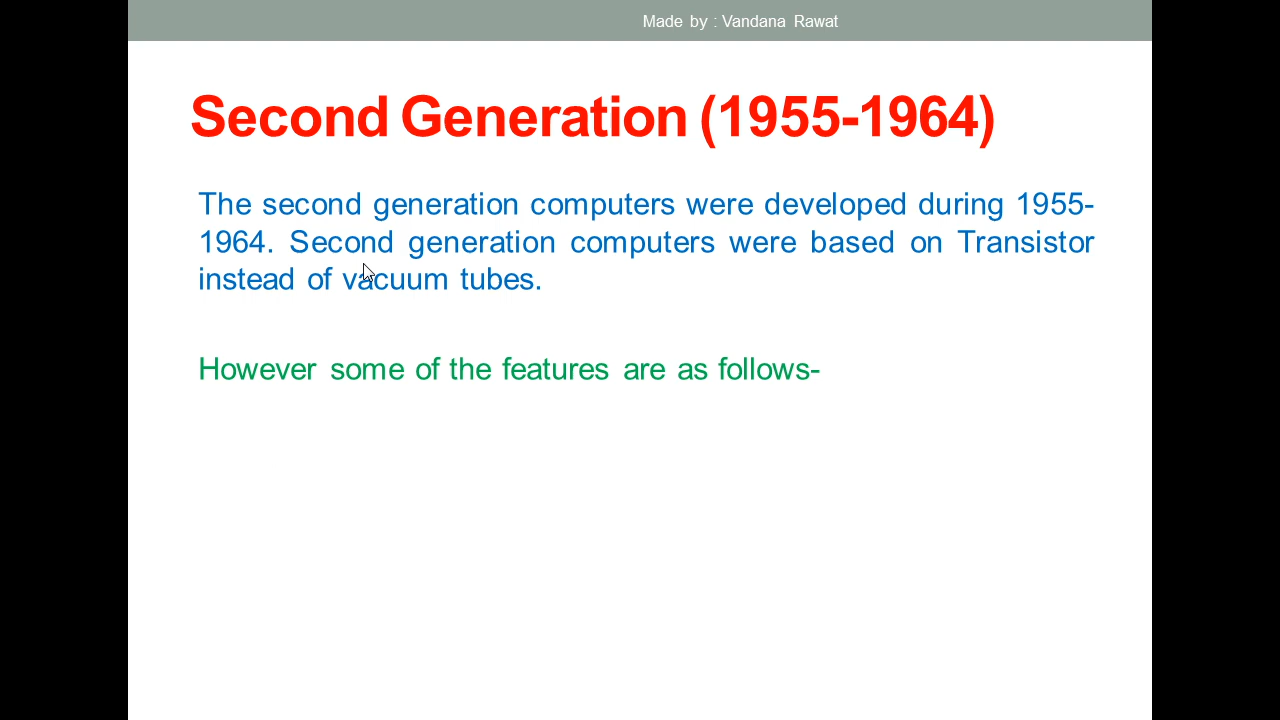 Made by : Vandana Rawat
Second Generation (1955-1964)
The second generation computers were developed during 1955-
1964. Second generation computers were based on Transistor
instead of vacuum tubes.
However some of the features are as follows-